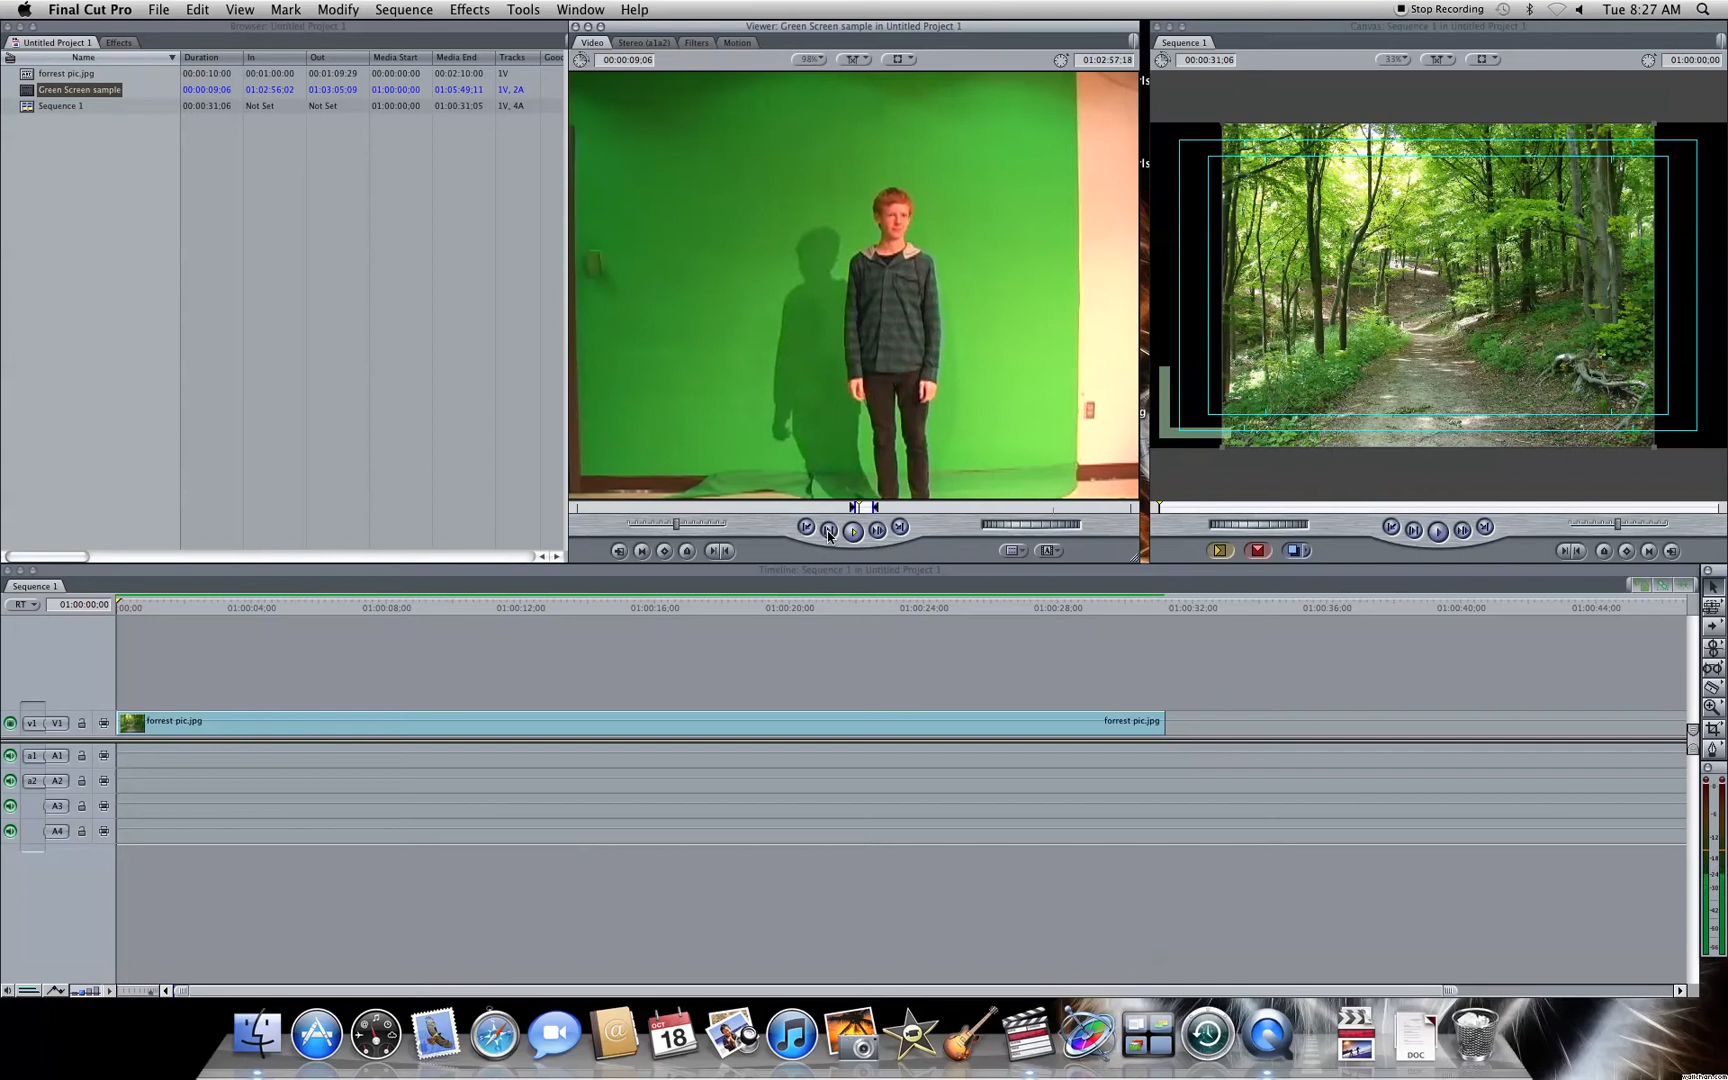 Final Cut Pro File Edit View Mark Modify Sequence Effects Tools Window Help Stop Recording Tue 8:27 AM
Browser: Untitled Project 1
Viewer: Green Screen sample in Untitled Project 1
Canvas: Sequence 1 in Untitled Project 1
Untitled Project 1 Effects
Video Stereo (a1a2) Filters Motion
Sequence 1
Name Duration In Out Media Start Media End Tracks Good
00:00:09;06 98% 01:02:57;18
00:00:31;06 33% 01:00:00;00
forrest pic.jpg 00:00:10:00 00:01:00:00 00:01:09:29 00:00:00:00 00:02:10:00 1V
Green Screen sample 00:00:09;06 01:02:56;02 01:03:05;09 01:00:00;00 01:05:49;11 1V, 2A
Sequence 1 00:00:31;06 Not Set Not Set 01:00:00;00 01:00:31;05 1V, 4A
Timeline: Sequence 1 in Untitled Project 1
Sequence 1
RT 01:00:00;00 00;00 01:00:04;00 01:00:08;00 01:00:12;00 01:00:16;00 01:00:20;00 01:00:24;00 01:00:28;00 01:00:32;00 01:00:36;00 01:00:40;00 01:00:44;00
v1 V1 forrest pic.jpg forrest pic.jpg
a1 A1
a2 A2
A3
A4
OCT
18
DOC
wallchan.com